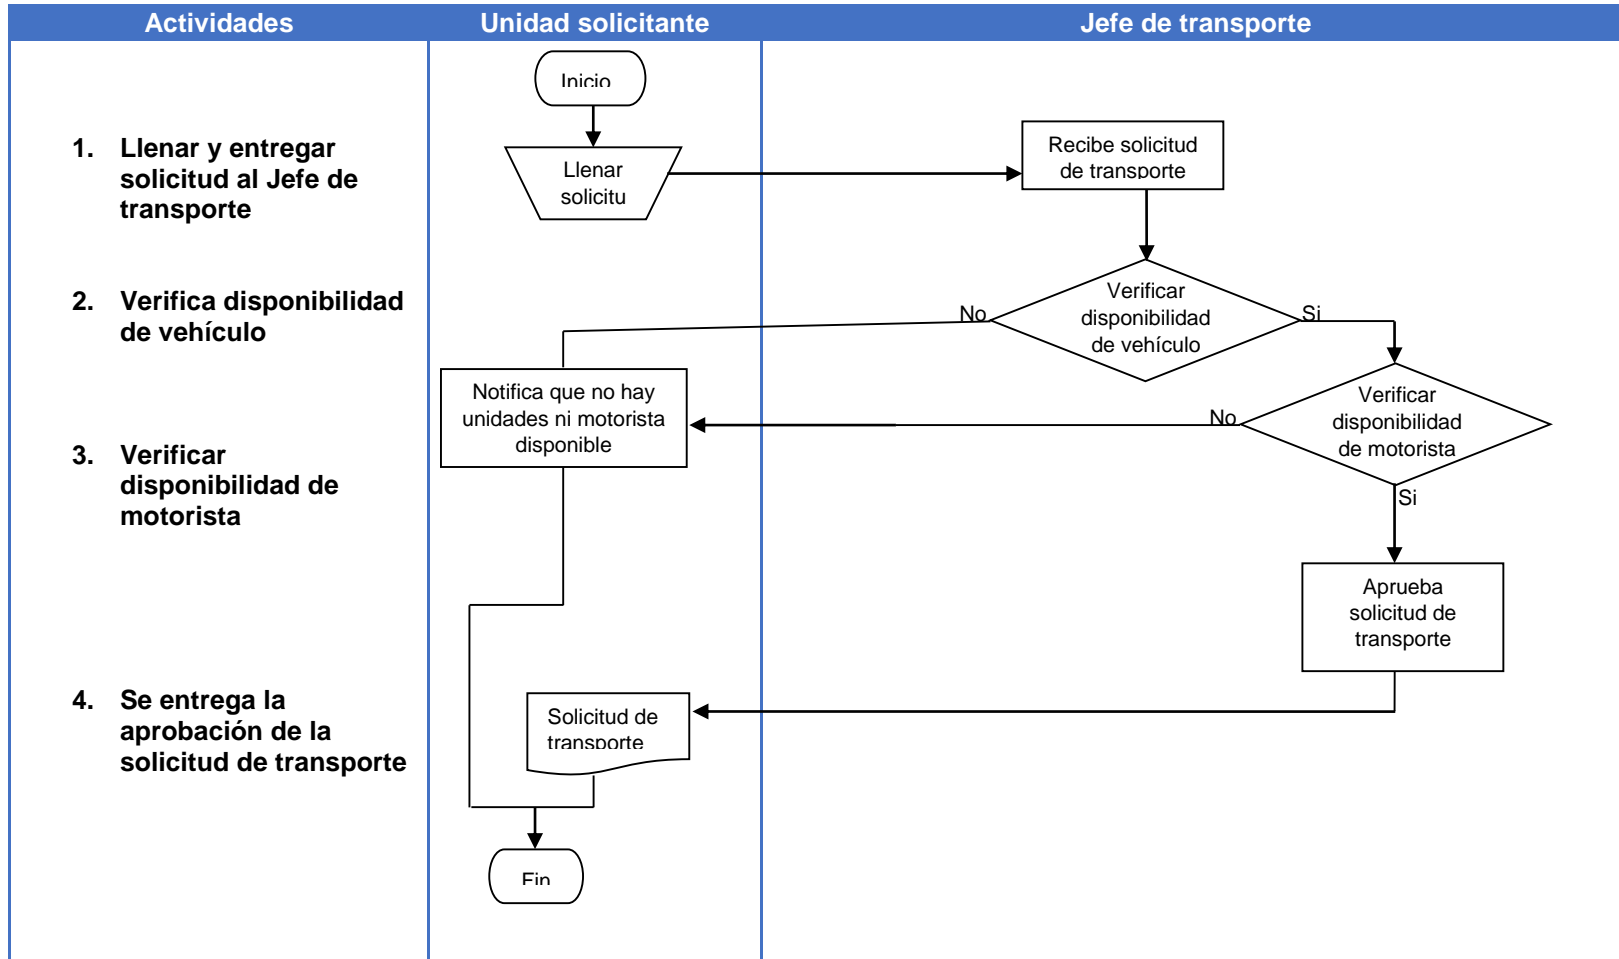 Actividades
Unidad solicitante
Jefe de transporte
1. Llenar y entregar
solicitud al Jefe de
transporte
2. Verifica disponibilidad
de vehículo
3. Verificar
disponibilidad de
motorista
4. Se entrega la
aprobación de la
solicitud de transporte
Inicio
Llenar
solicitu
Recibe solicitud
de transporte
Verificar
disponibilidad
de vehículo
No
Si
Notifica que no hay
unidades ni motorista
disponible
Verificar
disponibilidad
de motorista
No
Si
Aprueba
solicitud de
transporte
Solicitud de
transporte
Fin